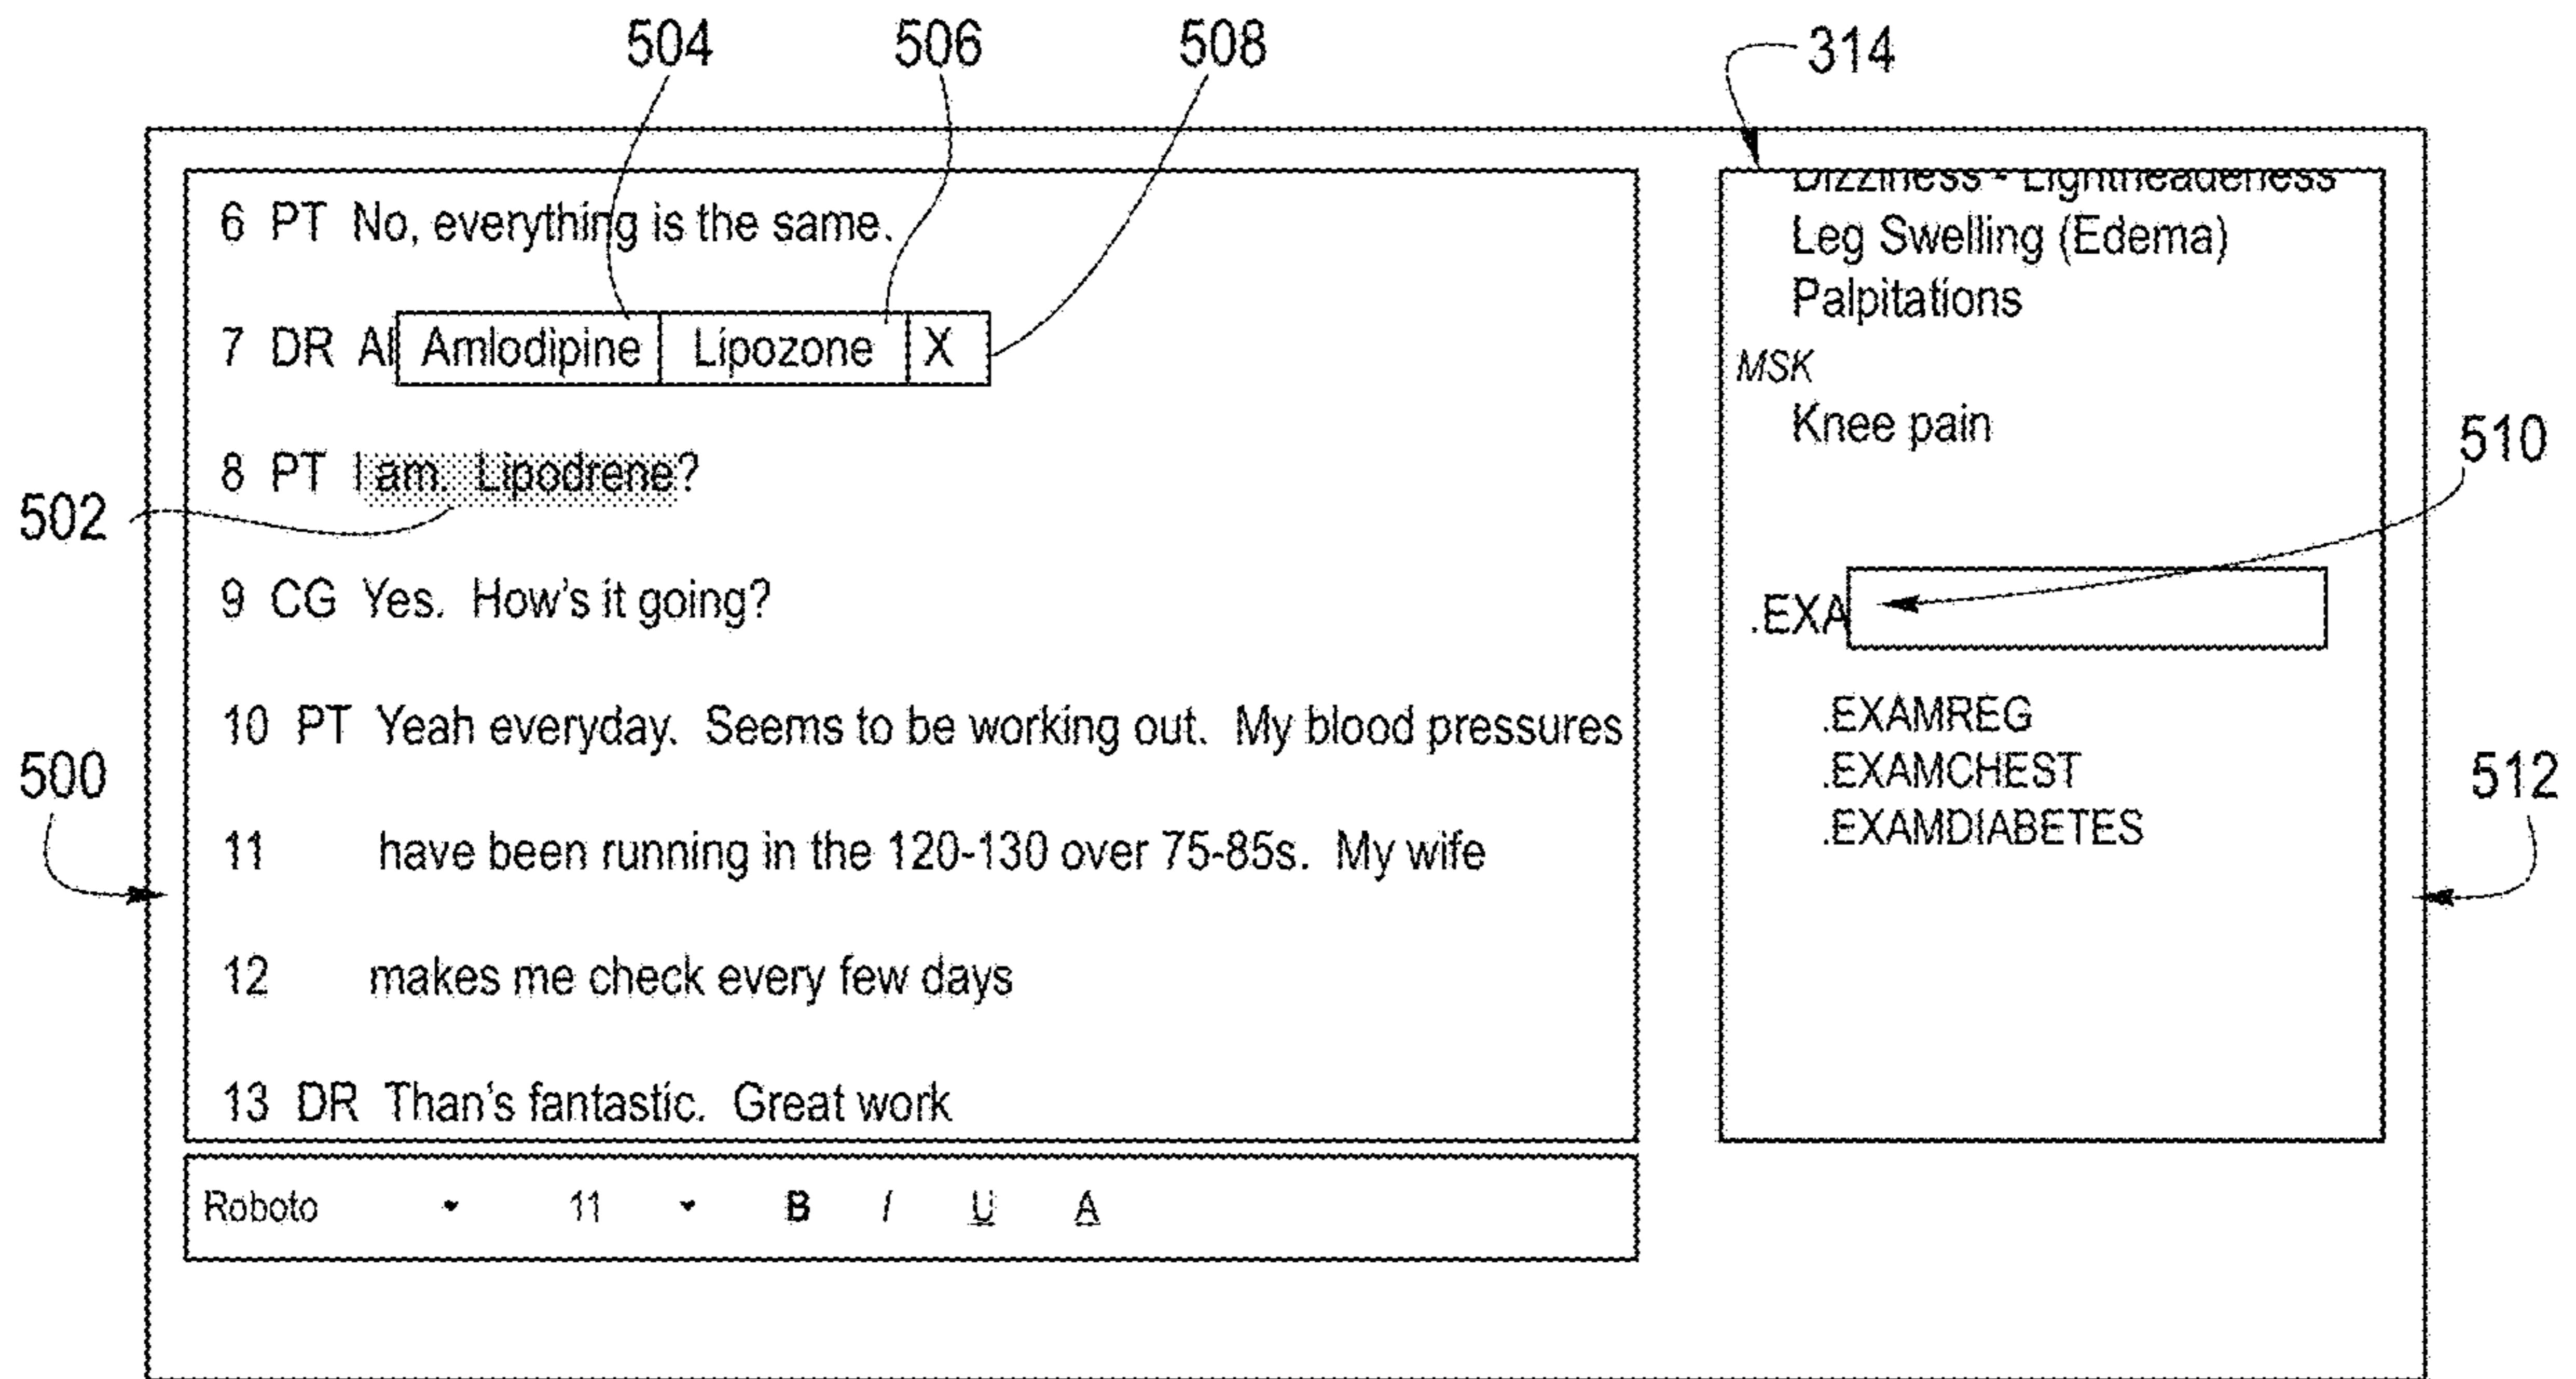 504 506 508 314
6 PT No, everything is the same.
7 DR Al Amlodipine Lipozone X
8 PT I am. Lipodrene?
502
9 CG Yes. How's it going?
10 PT Yeah everyday. Seems to be working out. My blood pressures
500
11 have been running in the 120-130 over 75-85s. My wife
12 makes me check every few days
13 DR Than's fantastic. Great work
Roboto 11 B I U A
Dizziness - Lightheadeness
Leg Swelling (Edema)
Palpitations
MSK
Knee pain
510
.EXA
.EXAMREG
.EXAMCHEST
.EXAMDIABETES
512